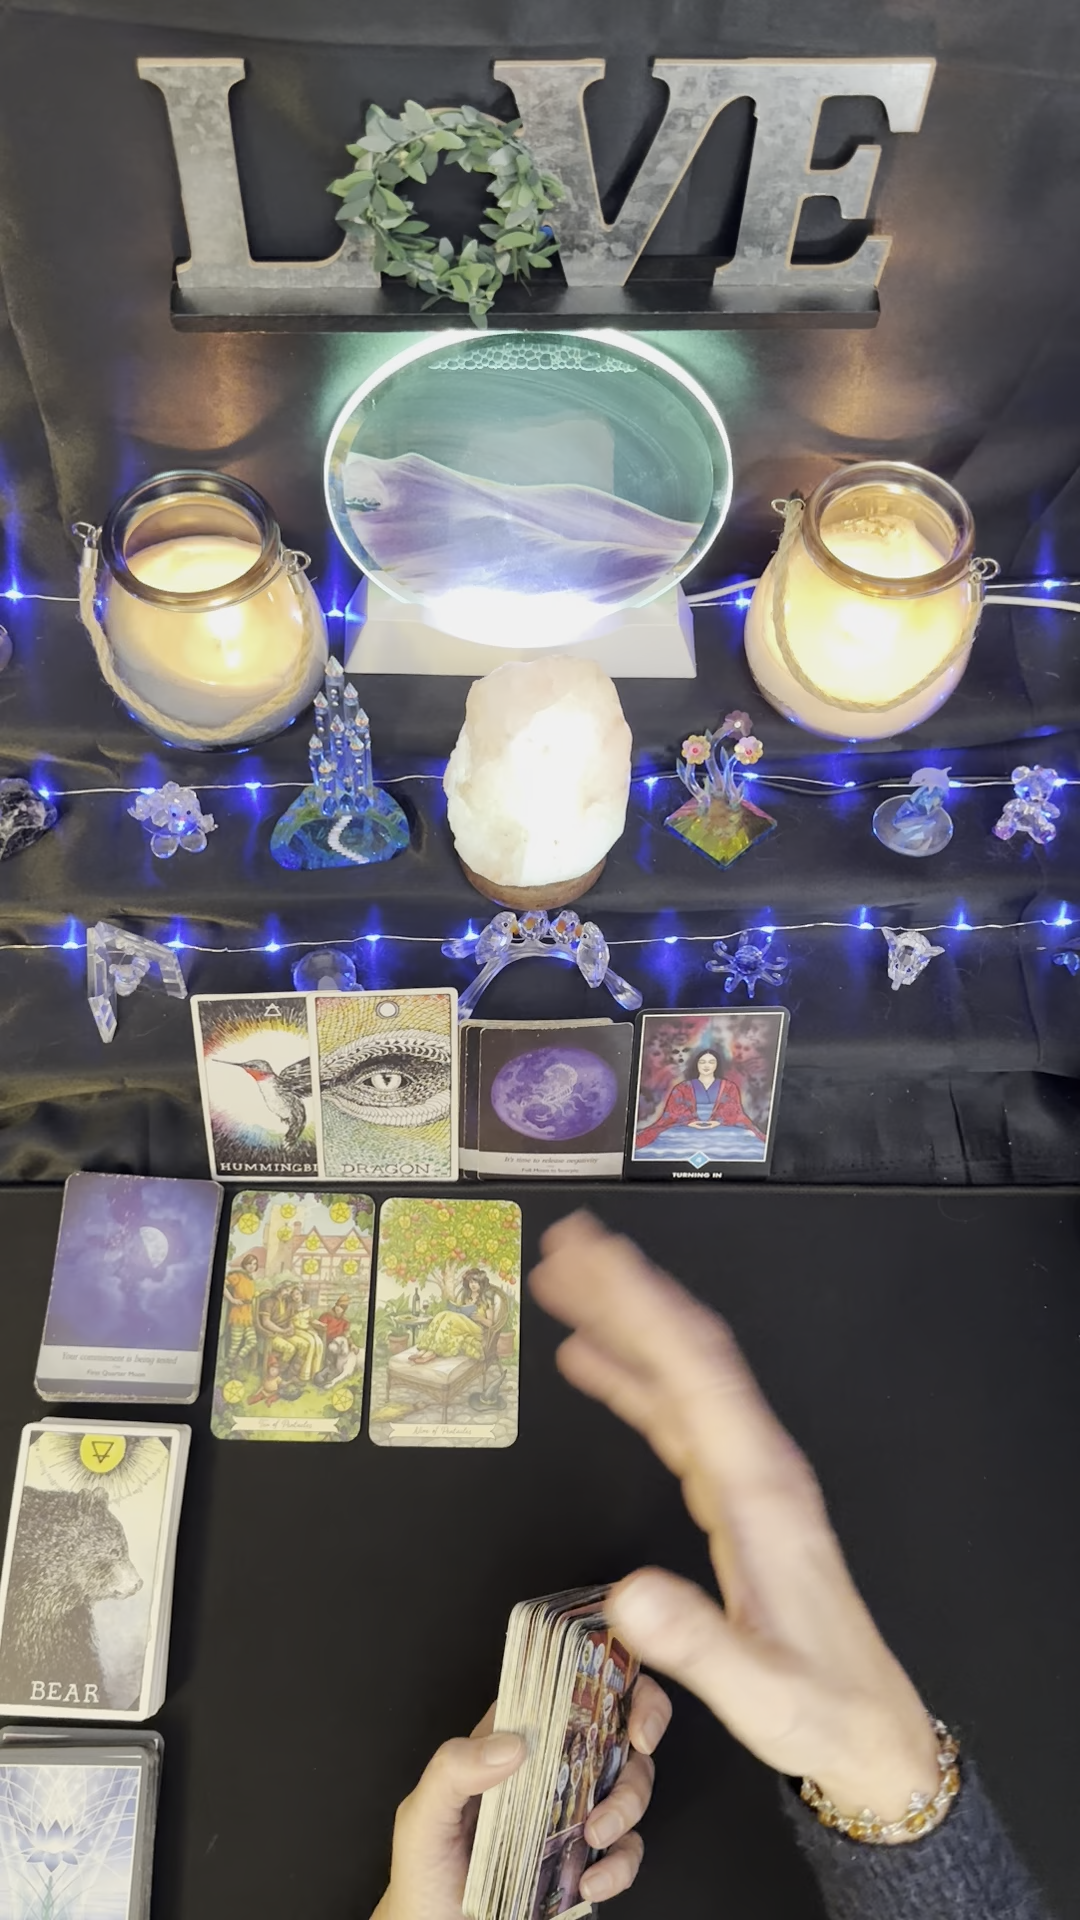 LOVE
HUMMINGBI
DRAGON
It's time to release negativity
Full Moon in Scorpio
TURNING IN
Your commitment is being tested
First Quarter Moon
Ten of Pentacles
Nine of Pentacles
BEAR